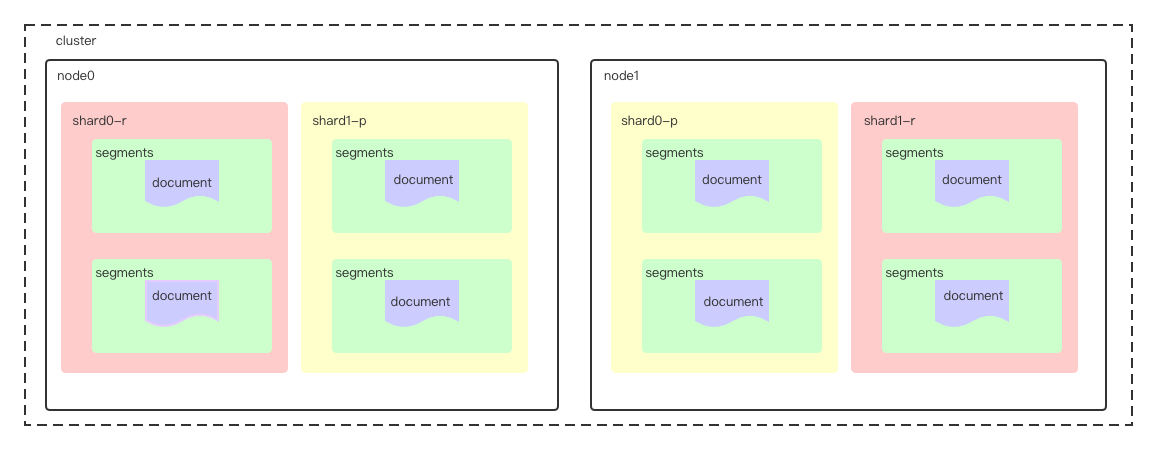 cluster
node0
shard0-r
segments
document
segments
document
shard1-p
segments
document
segments
document
node1
shard0-p
segments
document
segments
document
shard1-r
segments
document
segments
document